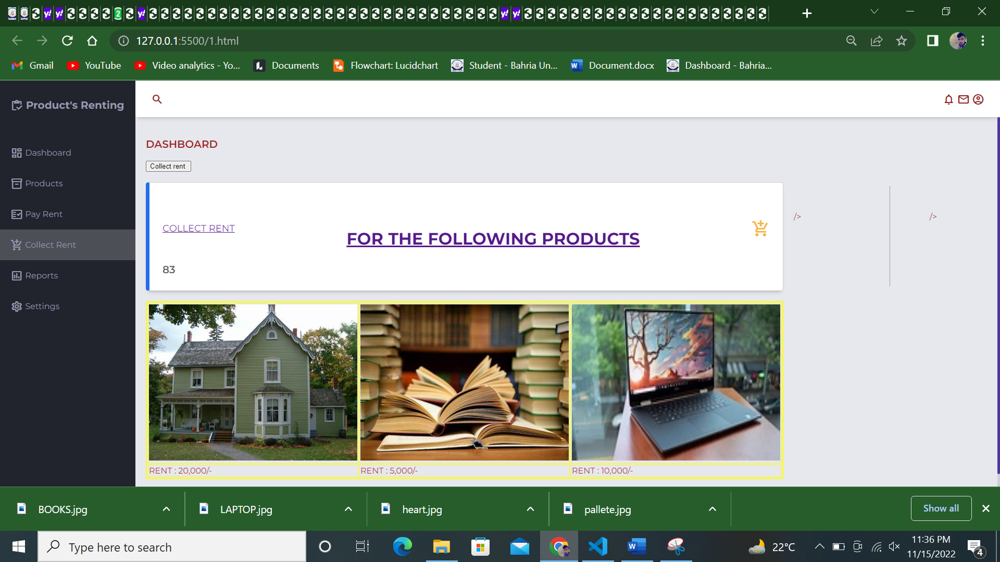 127.0.0.1:5500/1.html
Gmail
YouTube
Video analytics - Yo...
Documents
Flowchart: Lucidchart
Student - Bahria Un...
Document.docx
Dashboard - Bahria...
Product's Renting
Dashboard
Products
Pay Rent
Collect Rent
Reports
Settings
DASHBOARD
Collect rent
COLLECT RENT
FOR THE FOLLOWING PRODUCTS
83
/>
/>
RENT : 20,000/-
RENT : 5,000/-
RENT : 10,000/-
BOOKS.jpg
LAPTOP.jpg
heart.jpg
pallete.jpg
Show all
Type here to search
22°C
11:36 PM
11/15/2022
4